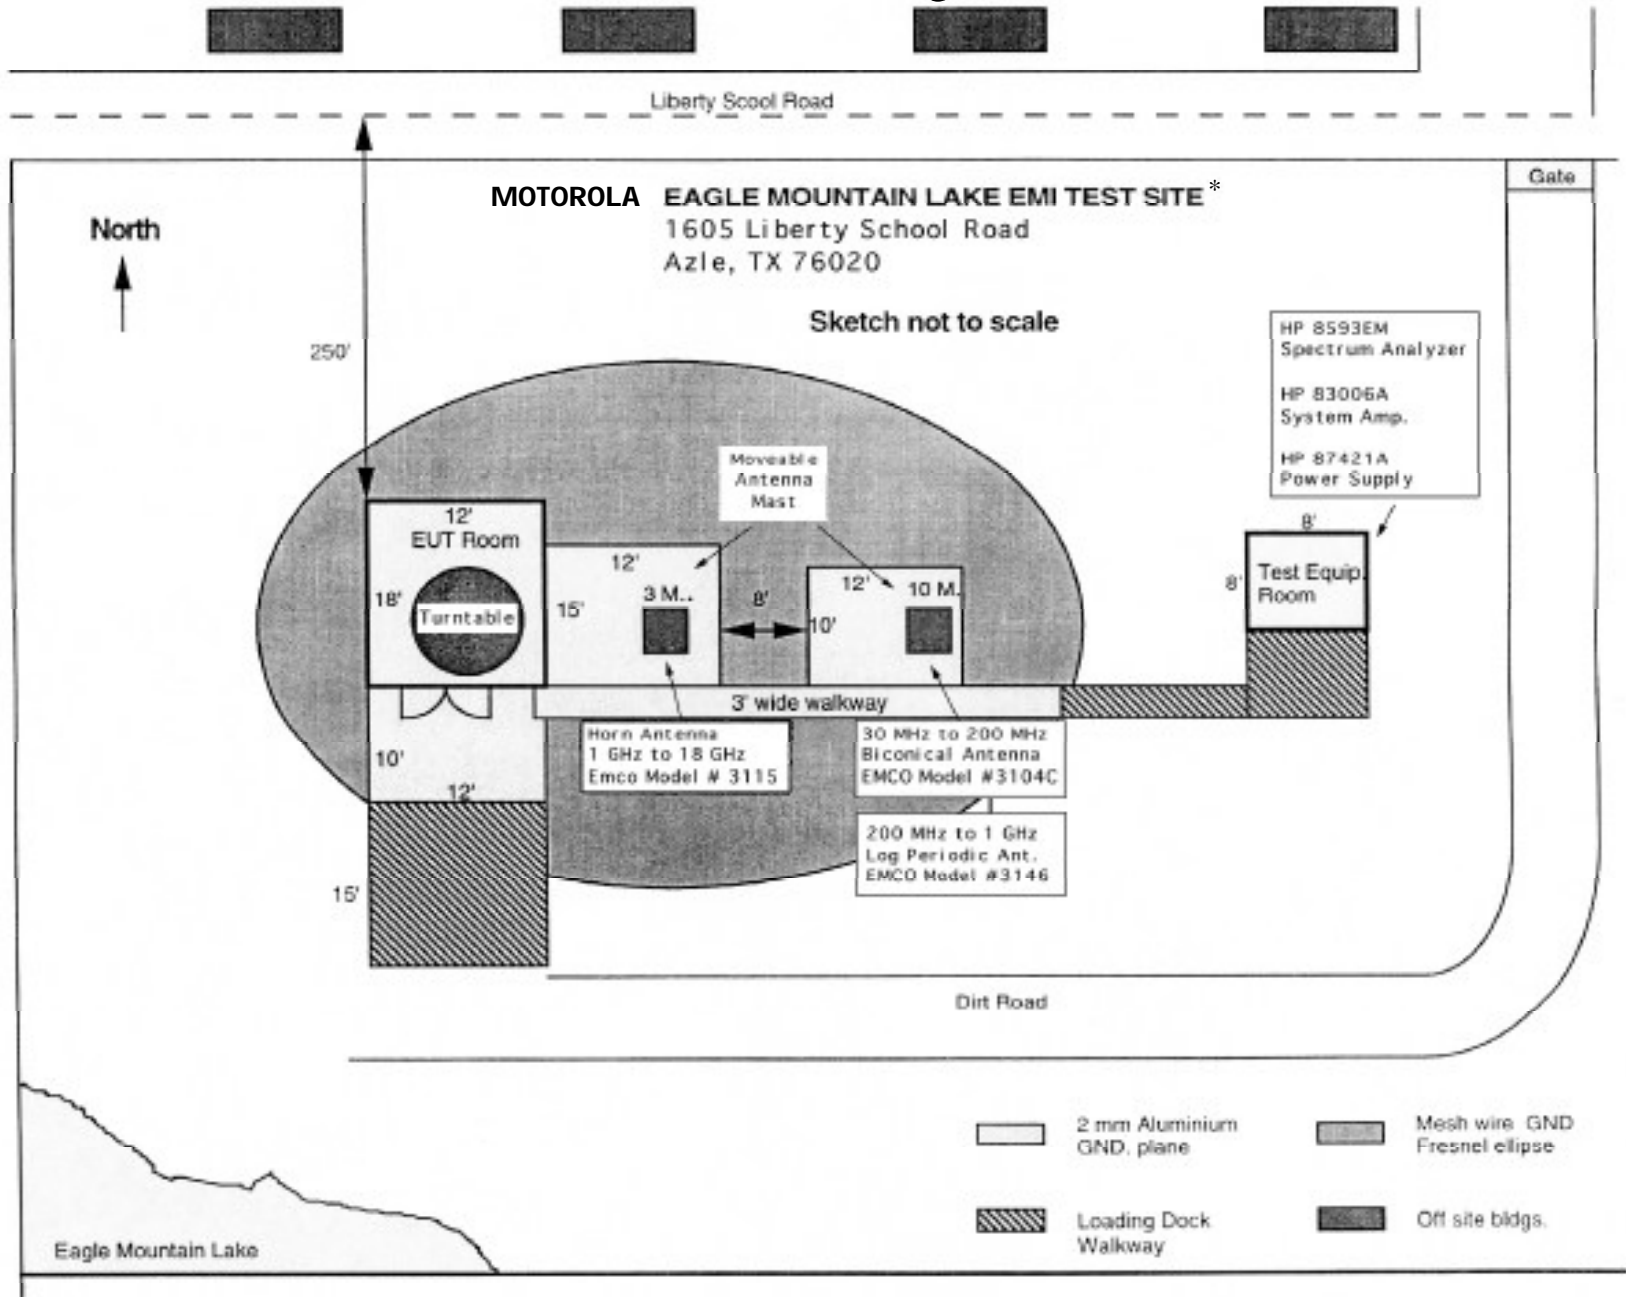 Liberty Scool Road
Gate
MOTOROLA EAGLE MOUNTAIN LAKE EMI TEST SITE*
1605 Liberty School Road
Azle, TX 76020
North
Sketch not to scale
250'
HP 8593EM
Spectrum Analyzer
HP 83006A
System Amp.
HP 87421A
Power Supply
Moveable
Antenna
Mast
12'
EUT Room
18'
Turntable
12'
15'
3 M..
8'
12'
10'
10 M.
8'
8'
Test Equip.
Room
3' wide walkway
10'
12'
15'
Horn Antenna
1 GHz to 18 GHz
Emco Model # 3115
30 MHz to 200 MHz
Biconical Antenna
EMCO Model #3104C
200 MHz to 1 GHz
Log Periodic Ant.
EMCO Model #3146
Dirt Road
2 mm Aluminium
GND. plane
Mesh wire GND
Fresnel ellipse
Loading Dock
Walkway
Off site bldgs.
Eagle Mountain Lake